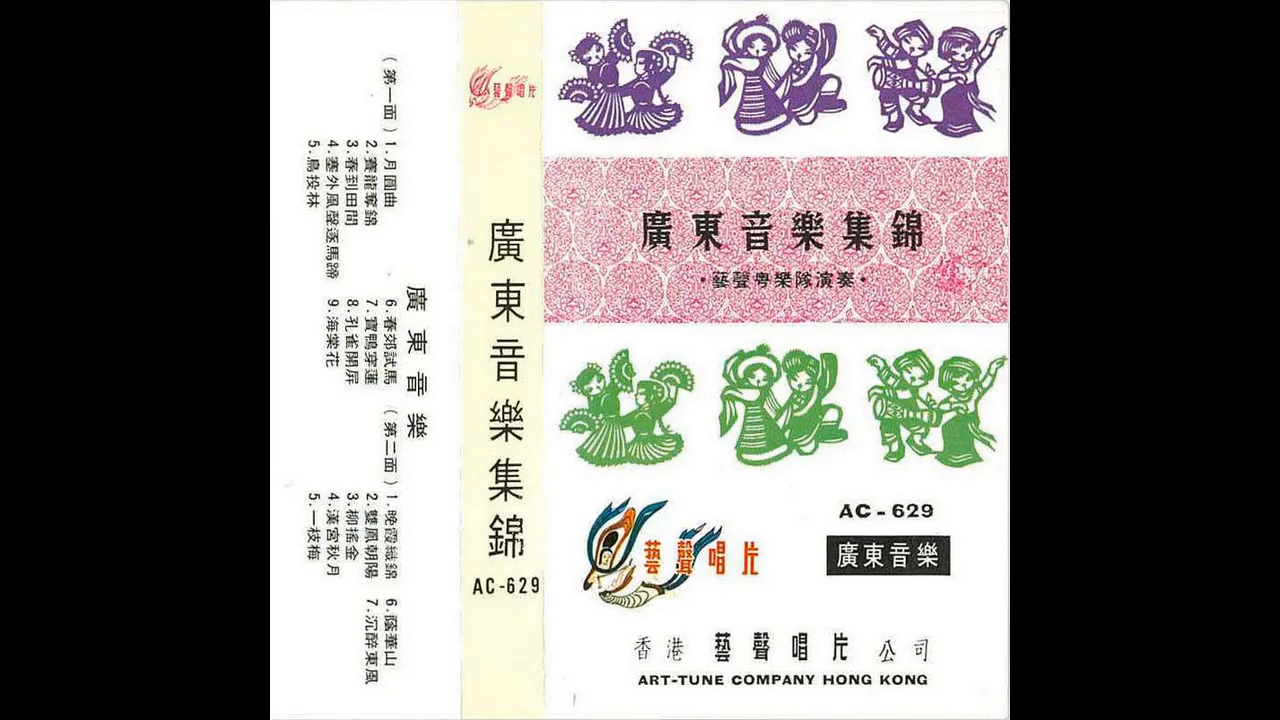 廣東音樂集錦
·藝聲粵樂隊演奏·
藝聲唱片
AC-629
廣東音樂
香港 藝聲唱片 公司
ART-TUNE COMPANY HONG KONG
藝聲唱片
廣東音樂集錦
AC-629
廣東音樂
(第一面)
1.月圓曲
2.賽龍奪錦
3.春到田間
4.塞外風聲逐馬蹄
5.鳥投林
6.春郊試馬
7.寶鴨穿蓮
8.孔雀開屏
9.海棠花
(第二面)
1.晚霞織錦
2.雙鳳朝陽
3.柳搖金
4.漢宮秋月
5.一枝梅
6.蔭華山
7.沉醉東風